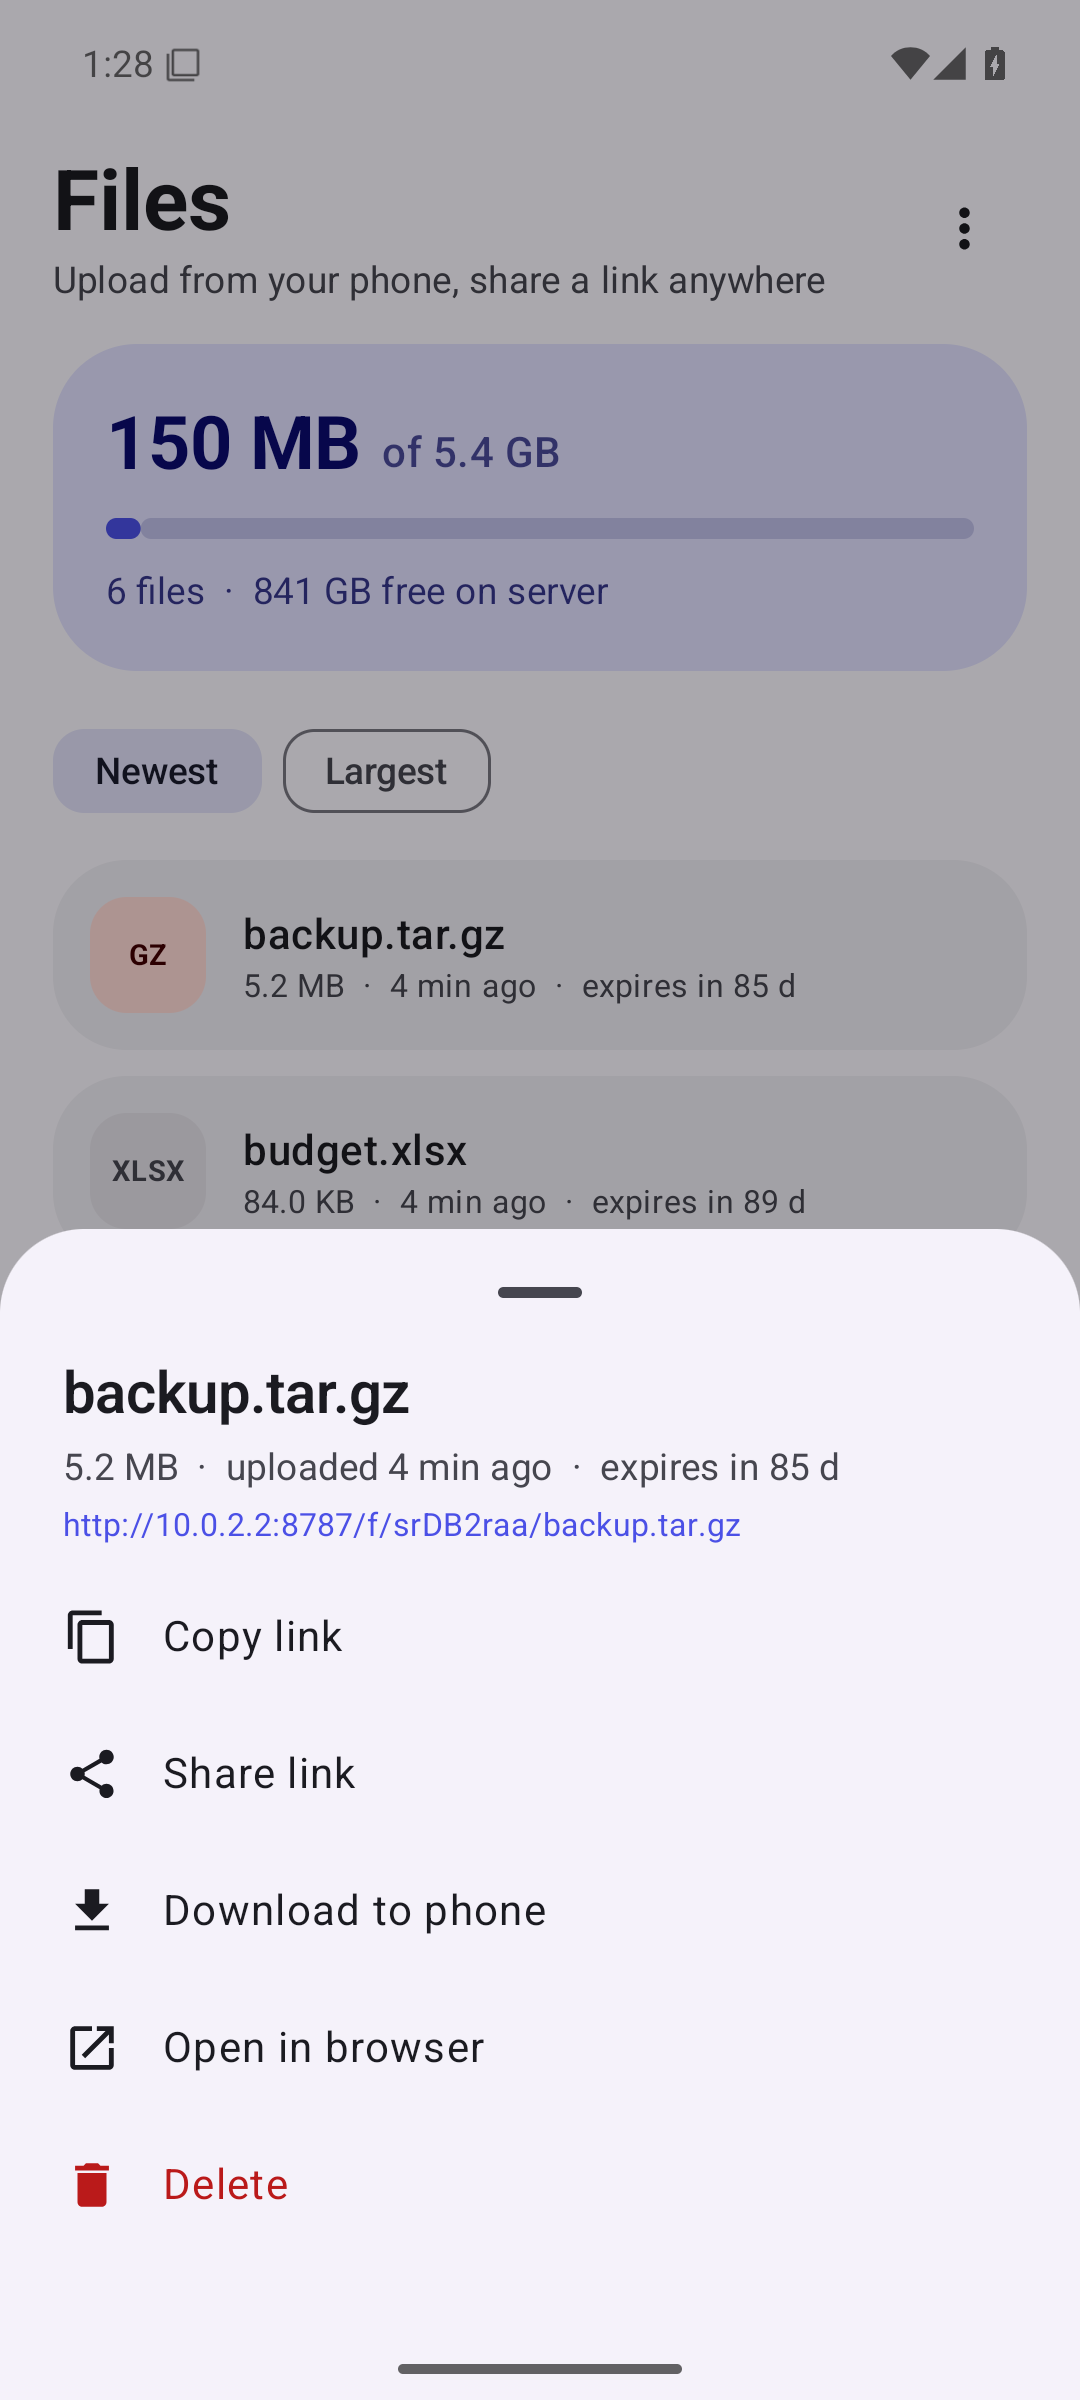 1:28
Files
Upload from your phone, share a link anywhere
150 MB of 5.4 GB
6 files · 841 GB free on server
Newest
Largest
GZ
backup.tar.gz
5.2 MB · 4 min ago · expires in 85 d
XLSX
budget.xlsx
84.0 KB · 4 min ago · expires in 89 d
backup.tar.gz
5.2 MB · uploaded 4 min ago · expires in 85 d
http://10.0.2.2:8787/f/srDB2raa/backup.tar.gz
Copy link
Share link
Download to phone
Open in browser
Delete